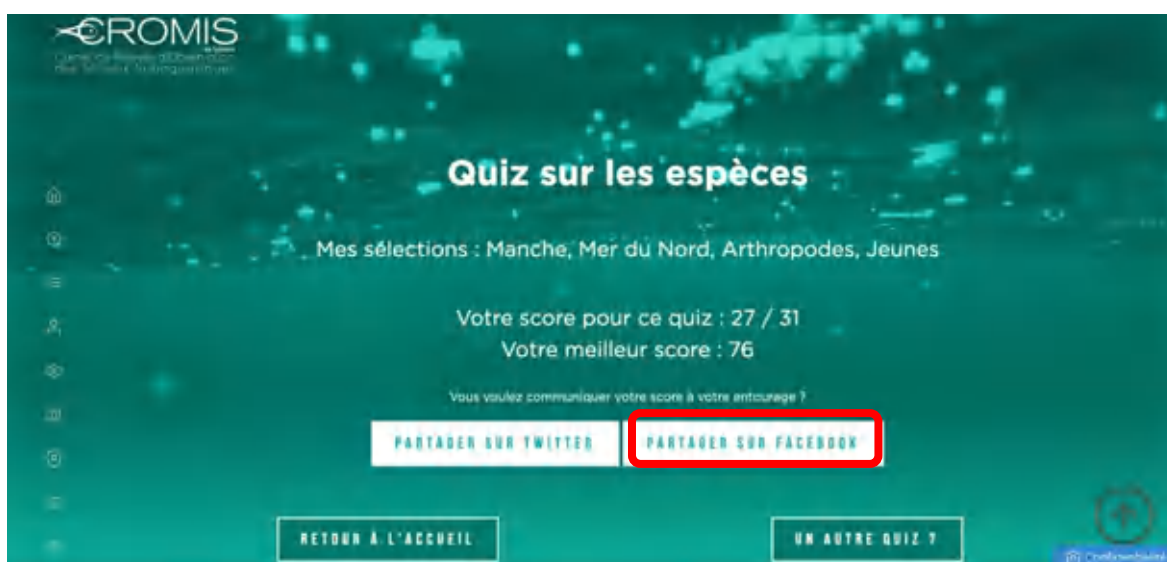 CROMIS
Quiz sur les espèces
Mes sélections : Manche, Mer du Nord, Arthropodes, Jeunes
Votre score pour ce quiz : 27 / 31
Votre meilleur score : 76
Vous voulez communiquer votre score à votre entourage ?
PARTAGER SUR TWITTER PARTAGER SUR FACEBOOK
RETOUR À L'ACCUEIL UN AUTRE QUIZ ?
Confidentialité